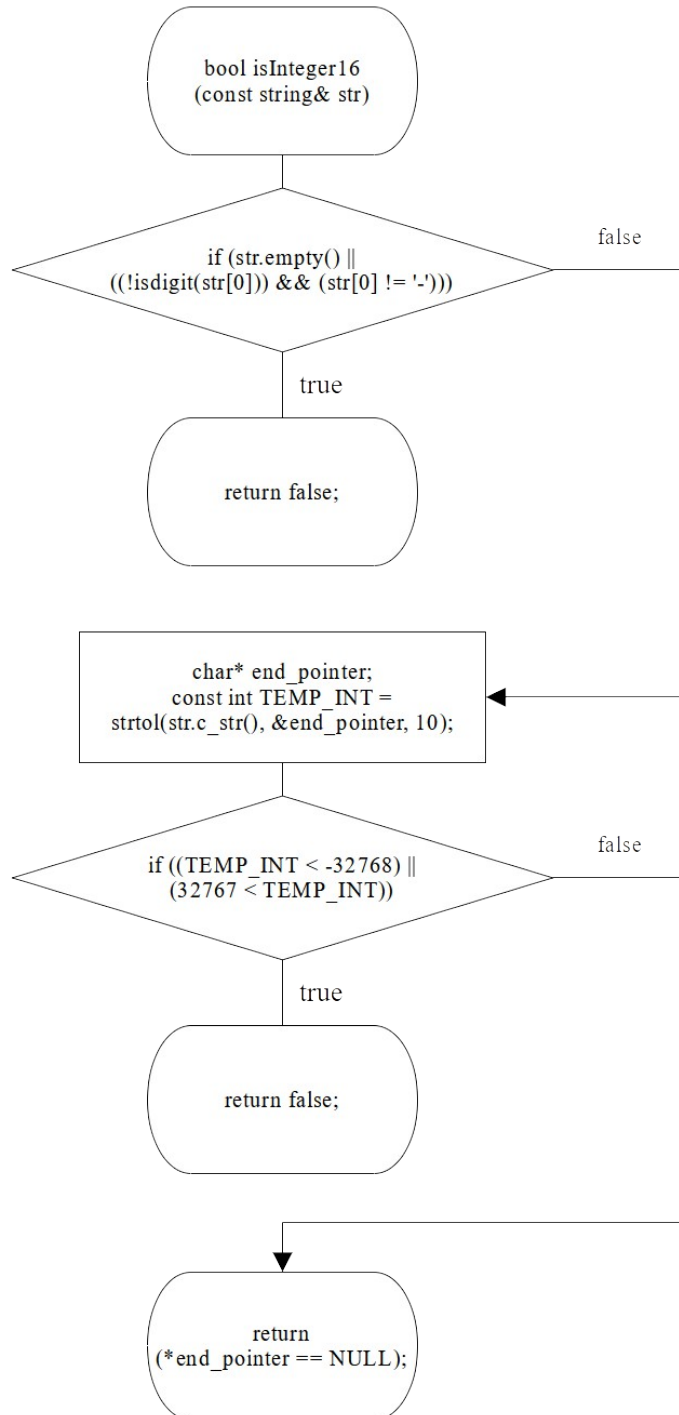 bool isInteger16
(const string& str)
if (str.empty() ||
((!isdigit(str[0])) && (str[0] != '-')))
false
true
return false;
char* end_pointer;
const int TEMP_INT =
strtol(str.c_str(), &end_pointer, 10);
if ((TEMP_INT < -32768) ||
(32767 < TEMP_INT))
false
true
return false;
return
(*end_pointer == NULL);